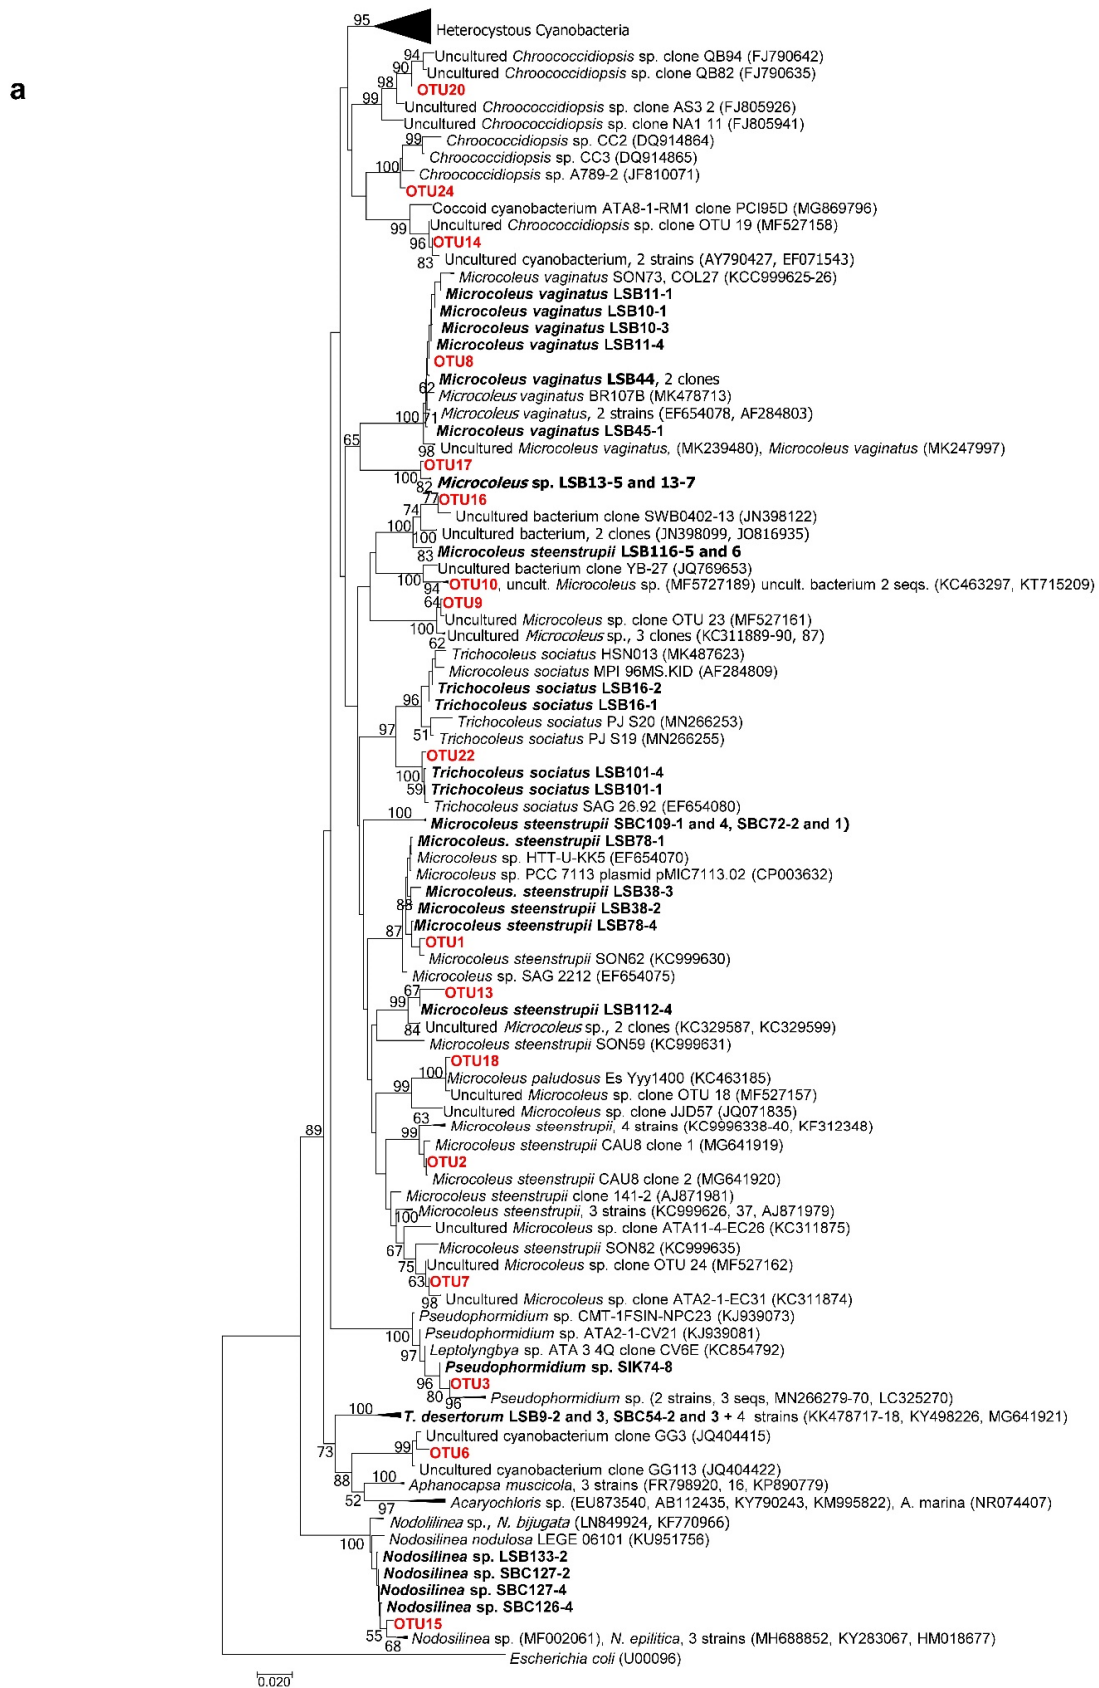 a
95
Heterocystous Cyanobacteria
94
Uncultured Chroococcidiopsis sp. clone QB94 (FJ790642)
90
Uncultured Chroococcidiopsis sp. clone QB82 (FJ790635)
98
OTU20
99
Uncultured Chroococcidiopsis sp. clone AS3 2 (FJ805926)
Uncultured Chroococcidiopsis sp. clone NA1 11 (FJ805941)
99
Chroococcidiopsis sp. CC2 (DQ914864)
Chroococcidiopsis sp. CC3 (DQ914865)
100
Chroococcidiopsis sp. A789-2 (JF810071)
OTU24
Coccoid cyanobacterium ATA8-1-RM1 clone PCI95D (MG869796)
99
Uncultured Chroococcidiopsis sp. clone OTU 19 (MF527158)
96
OTU14
83
Uncultured cyanobacterium, 2 strains (AY790427, EF071543)
Microcoleus vaginatus SON73, COL27 (KCC999625-26)
Microcoleus vaginatus LSB11-1
Microcoleus vaginatus LSB10-1
Microcoleus vaginatus LSB10-3
Microcoleus vaginatus LSB11-4
OTU8
Microcoleus vaginatus LSB44, 2 clones
62
Microcoleus vaginatus BR107B (MK478713)
100
71
Microcoleus vaginatus, 2 strains (EF654078, AF284803)
Microcoleus vaginatus LSB45-1
65
98
Uncultured Microcoleus vaginatus, (MK239480), Microcoleus vaginatus (MK247997)
OTU17
100
82
Microcoleus sp. LSB13-5 and 13-7
77
OTU16
74
Uncultured bacterium clone SWB0402-13 (JN398122)
100
100
Uncultured bacterium, 2 clones (JN398099, JO816935)
83
Microcoleus steenstrupii LSB116-5 and 6
Uncultured bacterium clone YB-27 (JQ769653)
100
94
OTU10, uncult. Microcoleus sp. (MF5727189) uncult. bacterium 2 seqs. (KC463297, KT715209)
64
OTU9
Uncultured Microcoleus sp. clone OTU 23 (MF527161)
100
Uncultured Microcoleus sp., 3 clones (KC311889-90, 87)
62
Trichocoleus sociatus HSN013 (MK487623)
Microcoleus sociatus MPI 96MS.KID (AF284809)
Trichocoleus sociatus LSB16-2
96
Trichocoleus sociatus LSB16-1
Trichocoleus sociatus PJ S20 (MN266253)
97
51
Trichocoleus sociatus PJ S19 (MN266255)
OTU22
100
Trichocoleus sociatus LSB101-4
59
Trichocoleus sociatus LSB101-1
Trichocoleus sociatus SAG 26.92 (EF654080)
100
Microcoleus steenstrupii SBC109-1 and 4, SBC72-2 and 1)
Microcoleus. steenstrupii LSB78-1
Microcoleus sp. HTT-U-KK5 (EF654070)
Microcoleus sp. PCC 7113 plasmid pMIC7113.02 (CP003632)
Microcoleus. steenstrupii LSB38-3
88
Microcoleus steenstrupii LSB38-2
Microcoleus steenstrupii LSB78-4
87
OTU1
Microcoleus steenstrupii SON62 (KC999630)
Microcoleus sp. SAG 2212 (EF654075)
67
OTU13
99
Microcoleus steenstrupii LSB112-4
84
Uncultured Microcoleus sp., 2 clones (KC329587, KC329599)
Microcoleus steenstrupii SON59 (KC999631)
OTU18
100
Microcoleus paludosus Es Yyy1400 (KC463185)
99
Uncultured Microcoleus sp. clone OTU 18 (MF527157)
Uncultured Microcoleus sp. clone JJD57 (JQ071835)
63
Microcoleus steenstrupii, 4 strains (KC9996338-40, KF312348)
99
89
Microcoleus steenstrupii CAU8 clone 1 (MG641919)
OTU2
Microcoleus steenstrupii CAU8 clone 2 (MG641920)
Microcoleus steenstrupii clone 141-2 (AJ871981)
Microcoleus steenstrupii, 3 strains (KC999626, 37, AJ871979)
100
Uncultured Microcoleus sp. clone ATA11-4-EC26 (KC311875)
67
Microcoleus steenstrupii SON82 (KC999635)
75
Uncultured Microcoleus sp. clone OTU 24 (MF527162)
63
OTU7
98
Uncultured Microcoleus sp. clone ATA2-1-EC31 (KC311874)
Pseudophormidium sp. CMT-1FSIN-NPC23 (KJ939073)
100
Pseudophormidium sp. ATA2-1-CV21 (KJ939081)
97
Leptolyngbya sp. ATA 3 4Q clone CV6E (KC854792)
Pseudophormidium sp. SIK74-8
96
OTU3
80
96
Pseudophormidium sp. (2 strains, 3 seqs, MN266279-70, LC325270)
100
T. desertorum LSB9-2 and 3, SBC54-2 and 3 + 4 strains (KK478717-18, KY498226, MG641921)
Uncultured cyanobacterium clone GG3 (JQ404415)
73
99
OTU6
Uncultured cyanobacterium clone GG113 (JQ404422)
88
100
Aphanocapsa muscicola, 3 strains (FR798920, 16, KP890779)
52
Acaryochloris sp. (EU873540, AB112435, KY790243, KM995822), A. marina (NR074407)
97
Nodolilinea sp., N. bijugata (LN849924, KF770966)
100
Nodosilinea nodulosa LEGE 06101 (KU951756)
Nodosilinea sp. LSB133-2
Nodosilinea sp. SBC127-2
Nodosilinea sp. SBC127-4
Nodosilinea sp. SBC126-4
OTU15
55
68
Nodosilinea sp. (MF002061), N. epilitica, 3 strains (MH688852, KY283067, HM018677)
Escherichia coli (U00096)
0.020